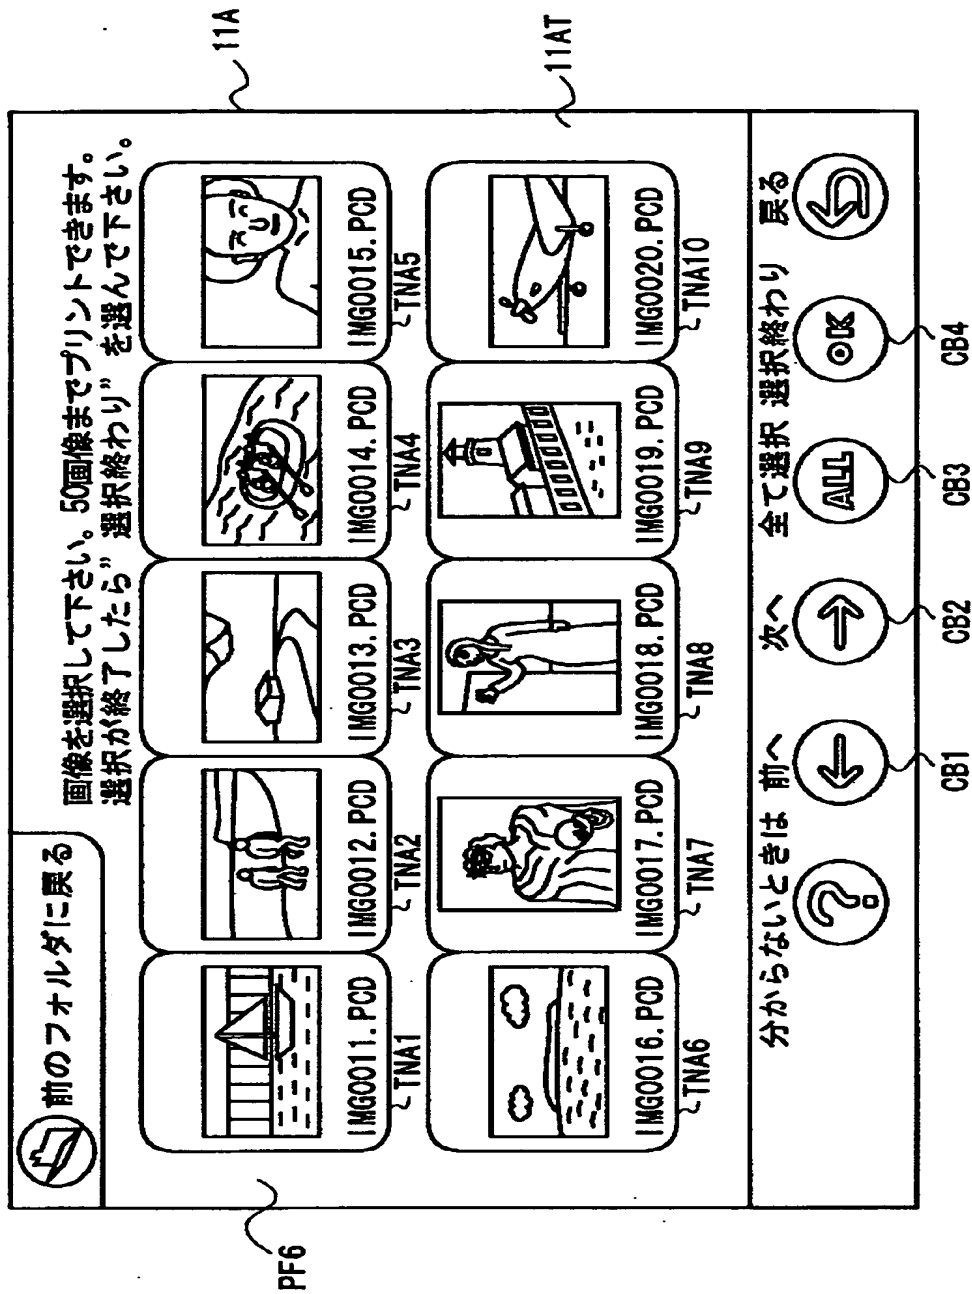 11A
11AT
前のフォルダに戻る
画像を選択して下さい。50画像までプリントできます。
選択が終了したら”選択終わり”を選んで下さい。
IMG0011.PCD
IMG0012.PCD
IMG0013.PCD
IMG0014.PCD
IMG0015.PCD
TNA1
TNA2
TNA3
TNA4
TNA5
IMG0016.PCD
IMG0017.PCD
IMG0018.PCD
IMG0019.PCD
IMG0020.PCD
TNA6
TNA7
TNA8
TNA9
TNA10
PF6
分からないときは 前へ 次へ 全て選択 選択終わり 戻る
? ALL OK
CB1
CB2
CB3
CB4